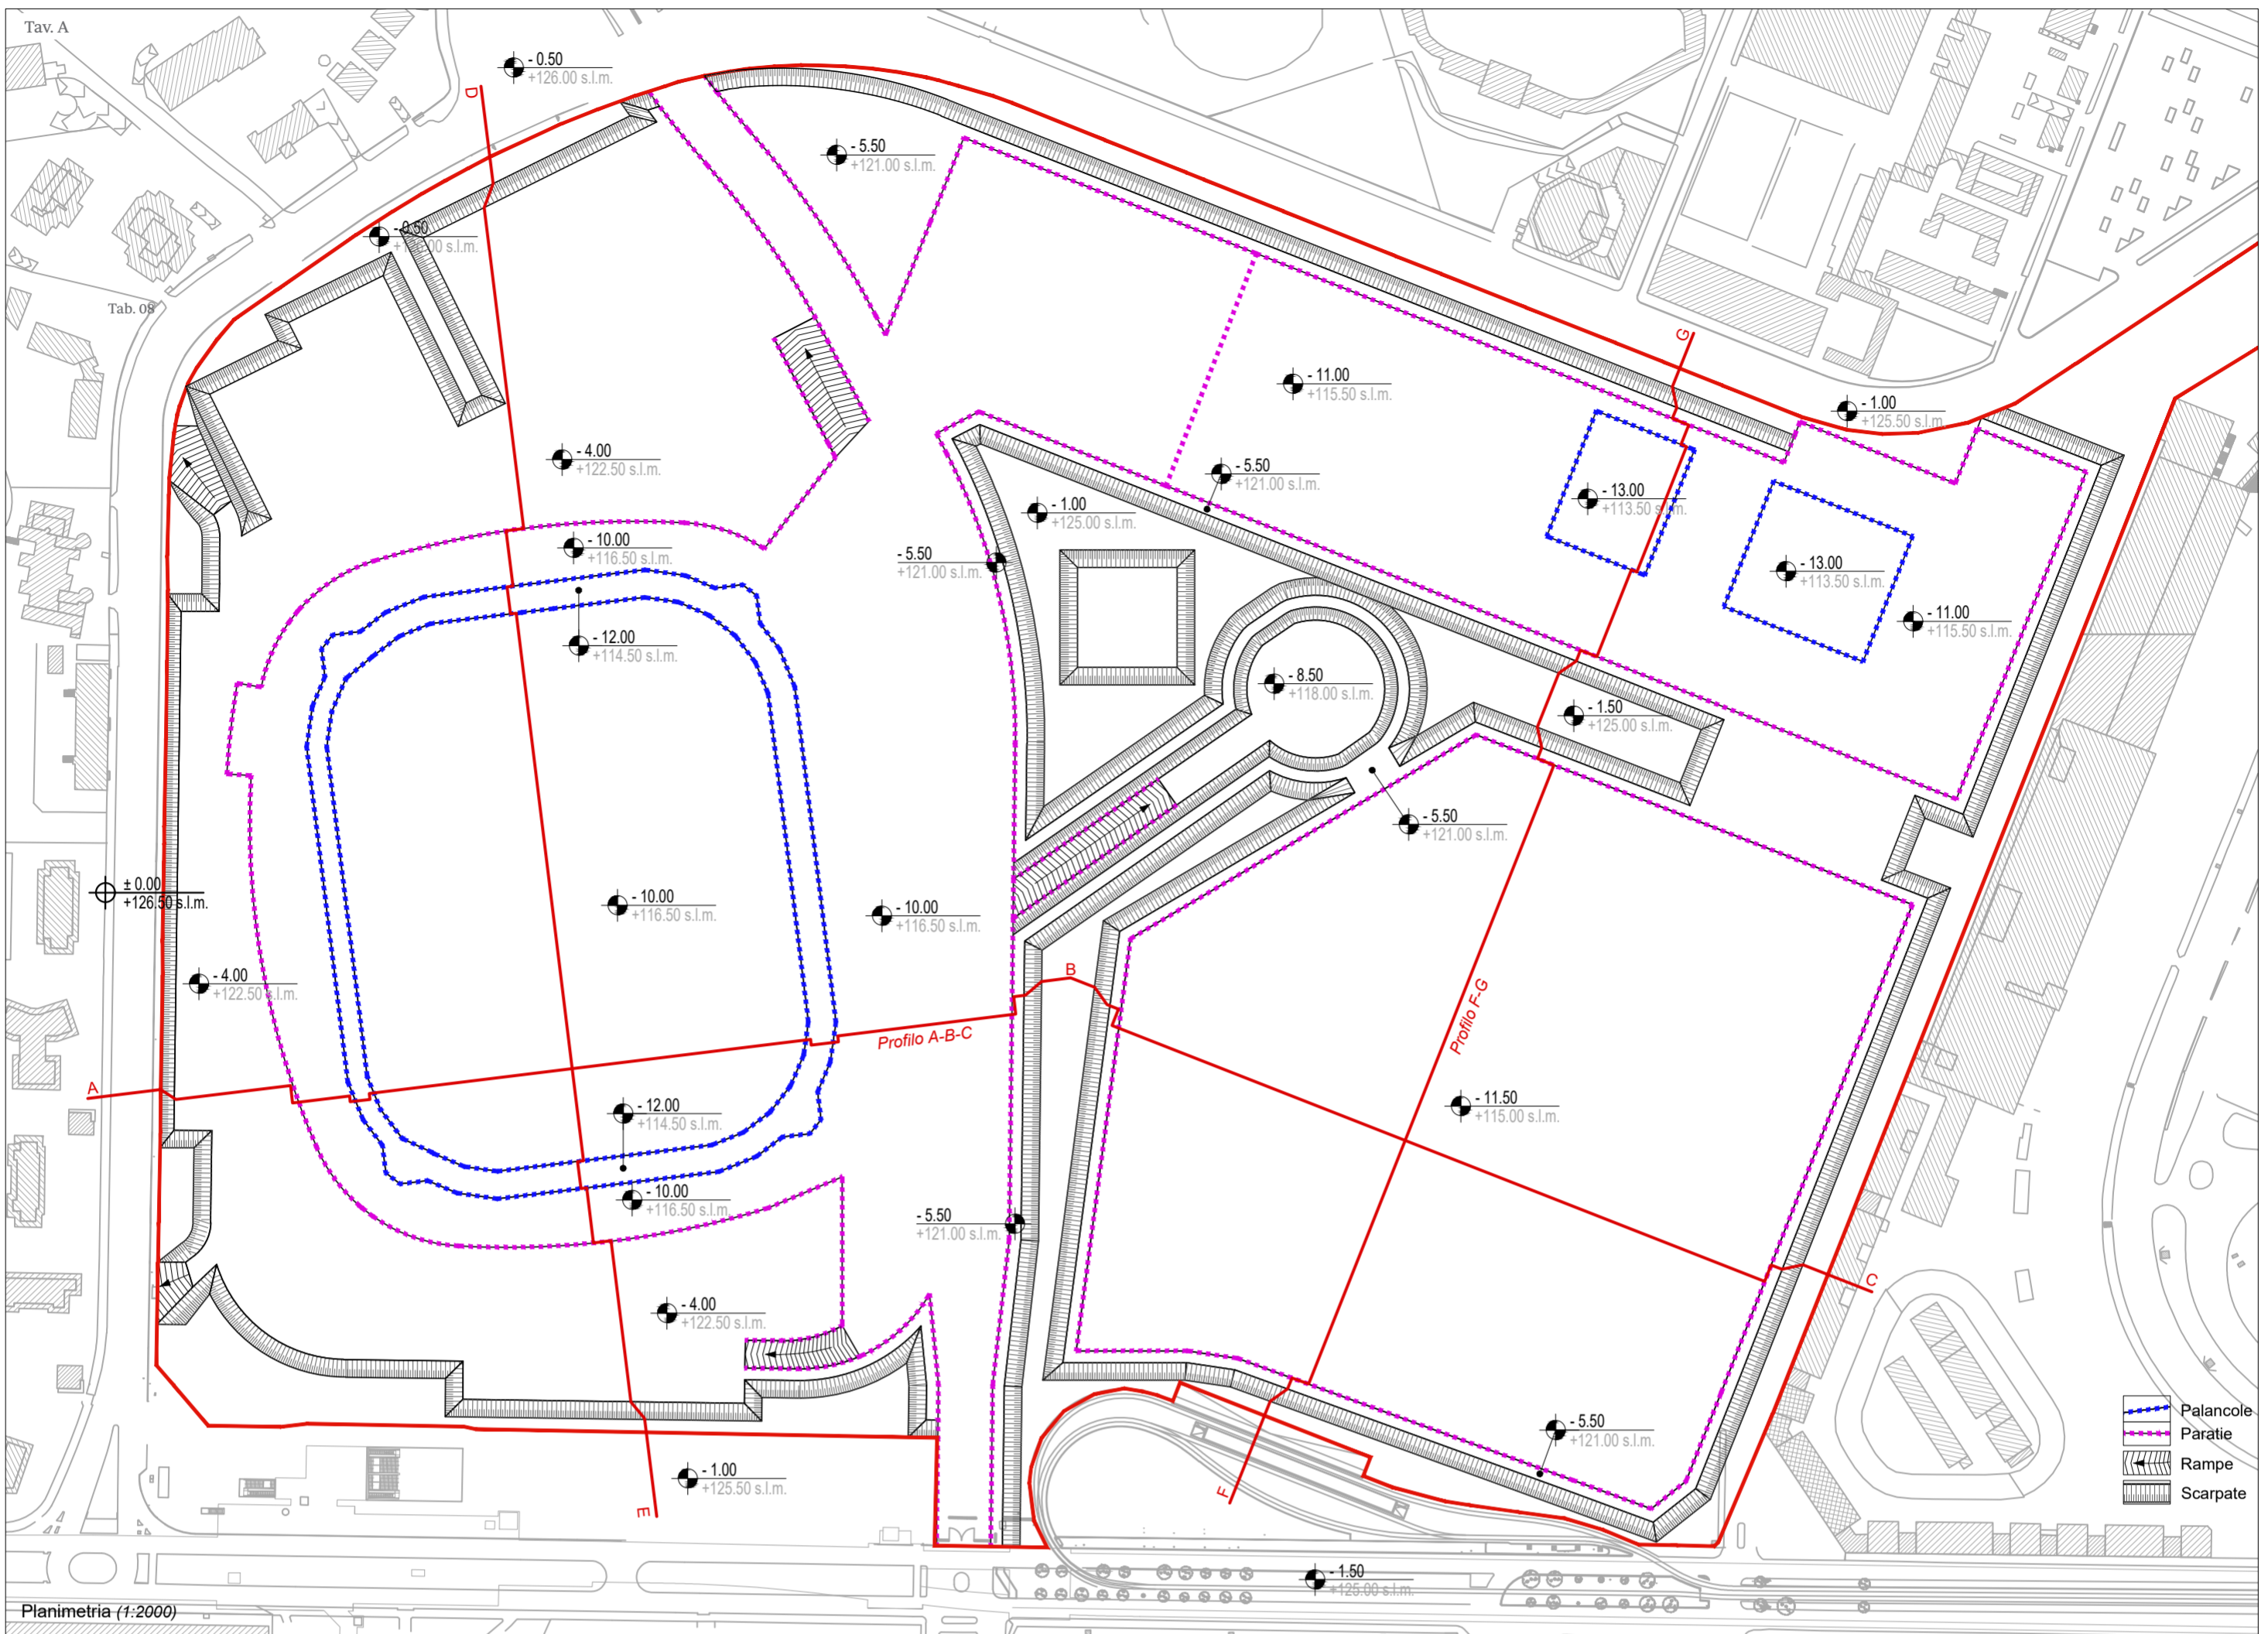 Tav. A
- 0.50
+126.00 s.l.m.
D
- 5.50
+121.00 s.l.m.
- 0.50
+126.00 s.l.m.
Tab. 08
G
- 11.00
+115.50 s.l.m.
- 1.00
+125.50 s.l.m.
- 4.00
+122.50 s.l.m.
- 5.50
+121.00 s.l.m.
- 13.00
+113.50 s.l.m.
- 1.00
+125.00 s.l.m.
- 10.00
+116.50 s.l.m.
- 5.50
+121.00 s.l.m.
- 13.00
+113.50 s.l.m.
- 11.00
+115.50 s.l.m.
- 12.00
+114.50 s.l.m.
- 8.50
+118.00 s.l.m.
- 1.50
+125.00 s.l.m.
- 5.50
+121.00 s.l.m.
± 0.00
+126.50 s.l.m.
- 10.00
+116.50 s.l.m.
- 10.00
+116.50 s.l.m.
- 4.00
+122.50 s.l.m.
B
Profilo F-G
Profilo A-B-C
A
- 12.00
+114.50 s.l.m.
- 11.50
+115.00 s.l.m.
- 10.00
+116.50 s.l.m.
- 5.50
+121.00 s.l.m.
C
- 4.00
+122.50 s.l.m.
- 5.50
+121.00 s.l.m.
- 1.00
+125.50 s.l.m.
E
F
- 1.50
+125.00 s.l.m.
Palancole
Paratie
Rampe
Scarpate
Planimetria (1:2000)